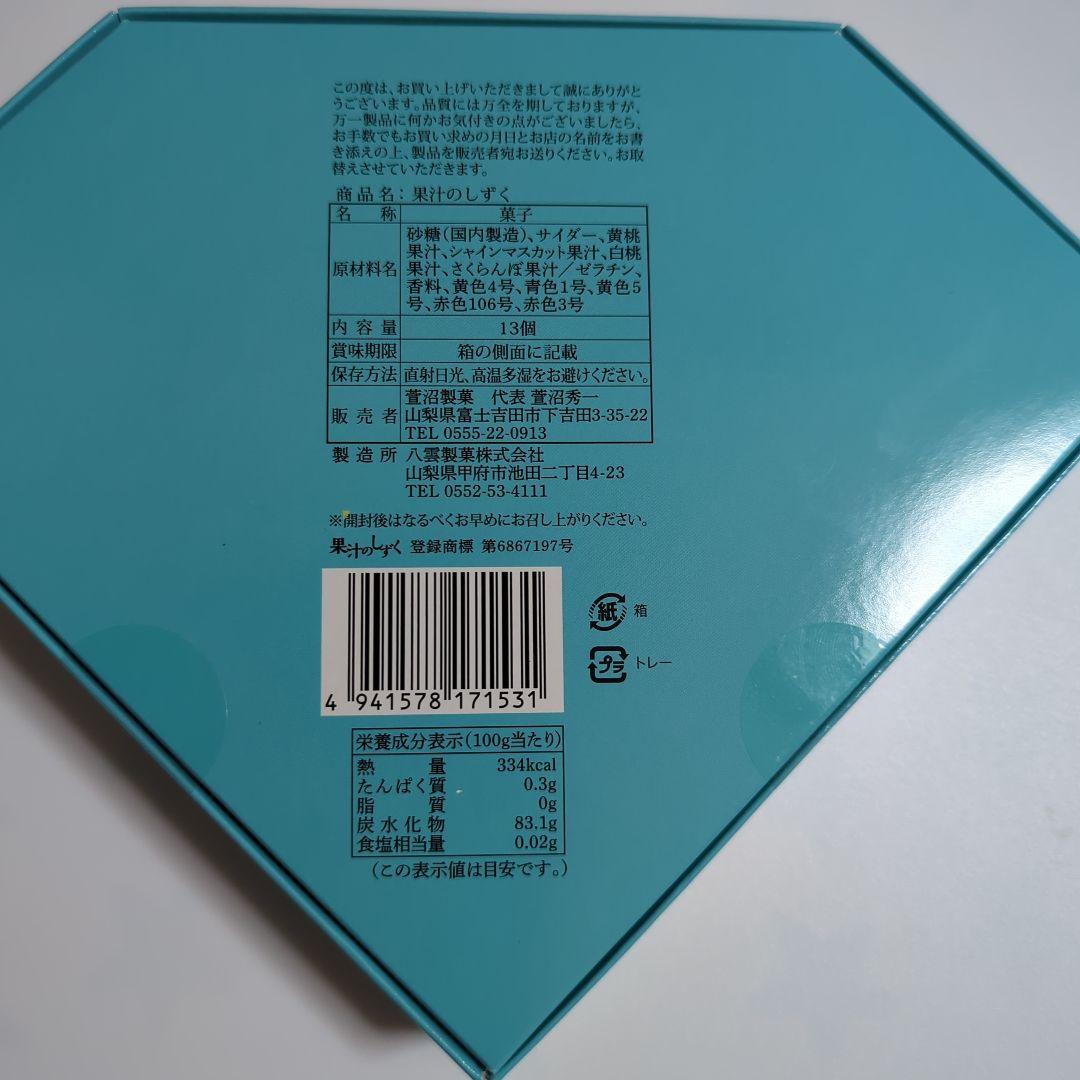 この度は、お買い上げいただきまして誠にありがと
うございます。品質には万全を期しておりますが、
万一製品に何かお気付きの点がございましたら、
お手数でもお買い求めの月日とお店の名前をお書
き添えの上、製品を販売者宛お送りください。お取
替えさせていただきます。
商品名：果汁のしずく
名称 菓子
原材料名 砂糖（国内製造）、サイダー、黄桃
果汁、シャインマスカット果汁、白桃
果汁、さくらんぼ果汁／ゼラチン、
香料、黄色4号、青色1号、黄色5
号、赤色106号、赤色3号
内容量 13個
賞味期限 箱の側面に記載
保存方法 直射日光、高温多湿をお避けください。
販売者 萱沼製菓 代表 萱沼秀一
山梨県富士吉田市下吉田3-35-22
TEL 0555-22-0913
製造所 八雲製菓株式会社
山梨県甲府市池田二丁目4-23
TEL 0552-53-4111
※開封後はなるべくお早めにお召し上がりください。
果汁のしずく 登録商標 第6867197号
紙 箱
プラ トレー
4 941578 171531
栄養成分表示（100g当たり）
熱量 334kcal
たんぱく質 0.3g
脂質 0g
炭水化物 83.1g
食塩相当量 0.02g
（この表示値は目安です。）